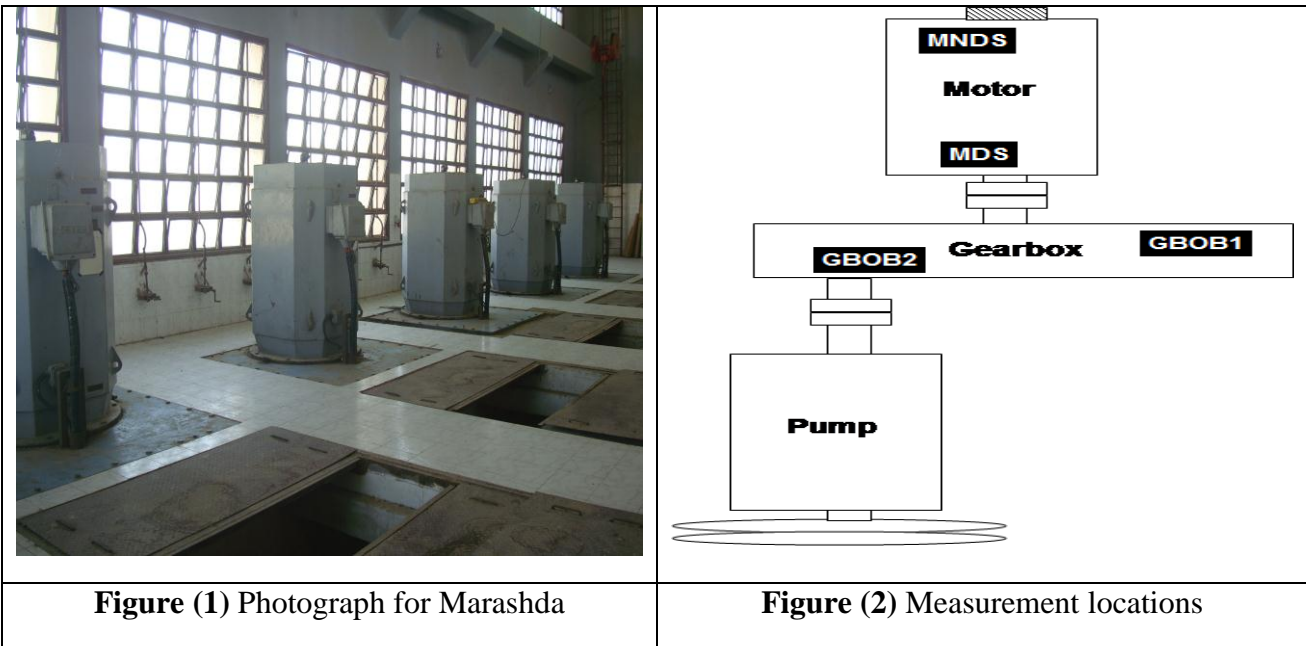 MNDS
Motor
MDS
Gearbox
GBOB1
GBOB2
Pump
Figure (1) Photograph for Marashda
Figure (2) Measurement locations